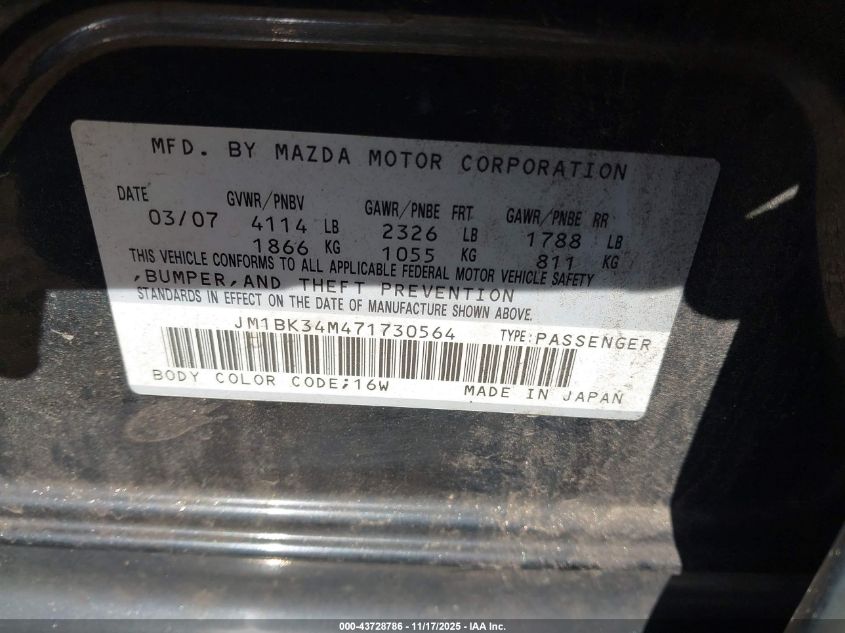 MFD. BY MAZDA MOTOR CORPORATION
DATE GVWR/PNBV GAWR/PNBE FRT GAWR/PNBE RR
03/07 4114 LB 2326 LB 1788 LB
1866 KG 1055 KG 811 KG
THIS VEHICLE CONFORMS TO ALL APPLICABLE FEDERAL MOTOR VEHICLE SAFETY
,BUMPER,AND THEFT PREVENTION
STANDARDS IN EFFECT ON THE DATE OF MANUFACTURE SHOWN ABOVE.
JM1BK34M471730564 TYPE:PASSENGER
BODY COLOR CODE;16W MADE IN JAPAN
000-43728786 - 11/17/2025 - IAA Inc.